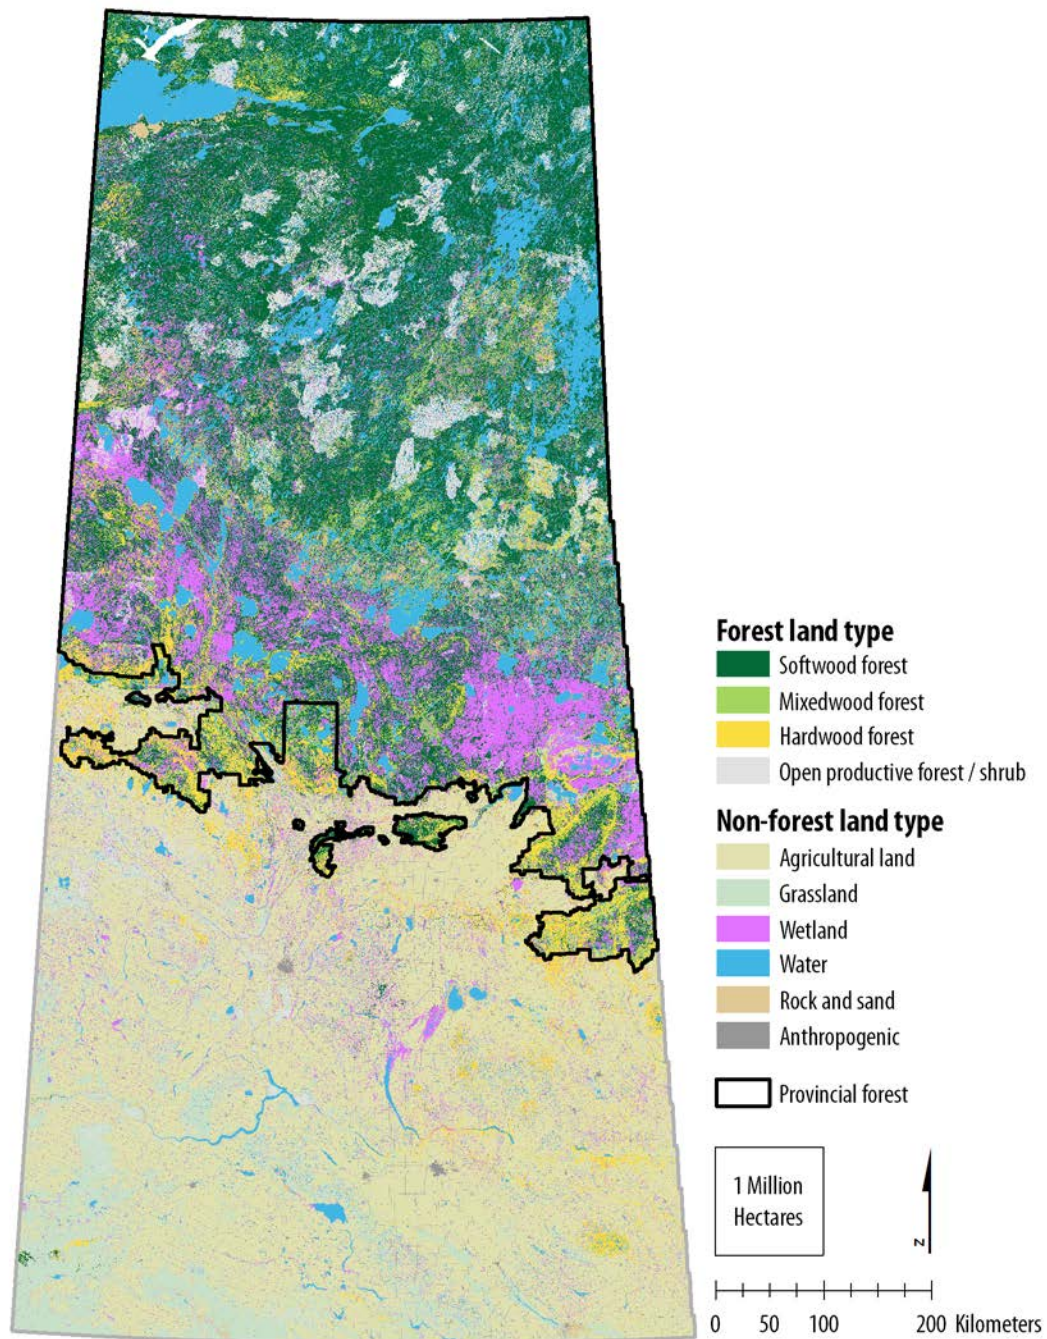 Forest land type
Softwood forest
Mixedwood forest
Hardwood forest
Open productive forest / shrub
Non-forest land type
Agricultural land
Grassland
Wetland
Water
Rock and sand
Anthropogenic
Provincial forest
1 Million
Hectares
N
0 50 100 200 Kilometers